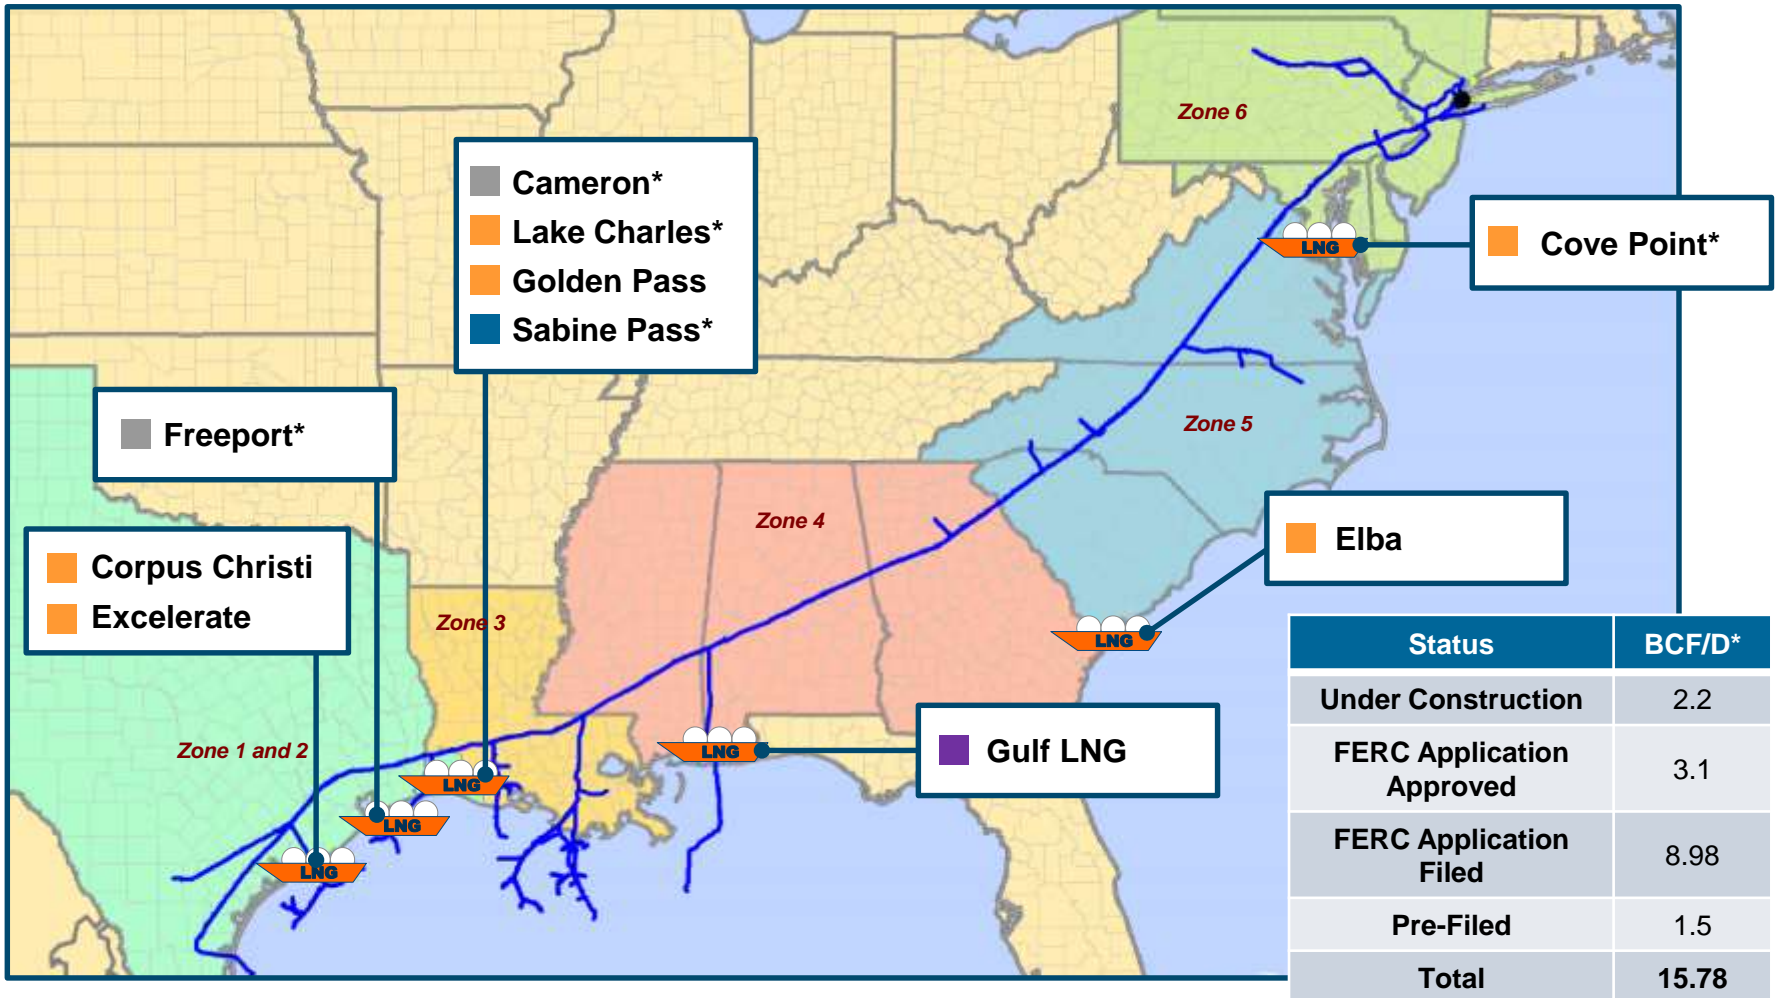 Zone 6
Cameron*
Lake Charles*
Golden Pass
Sabine Pass*
Cove Point*
LNG
Freeport*
Zone 5
Zone 4
Corpus Christi
Excelerate
Elba
Zone 3
LNG
Zone 1 and 2
Gulf LNG
LNG
LNG
LNG
LNG
Status BCF/D*
Under Construction 2.2
FERC Application
Approved 3.1
FERC Application
Filed 8.98
Pre-Filed 1.5
Total 15.78